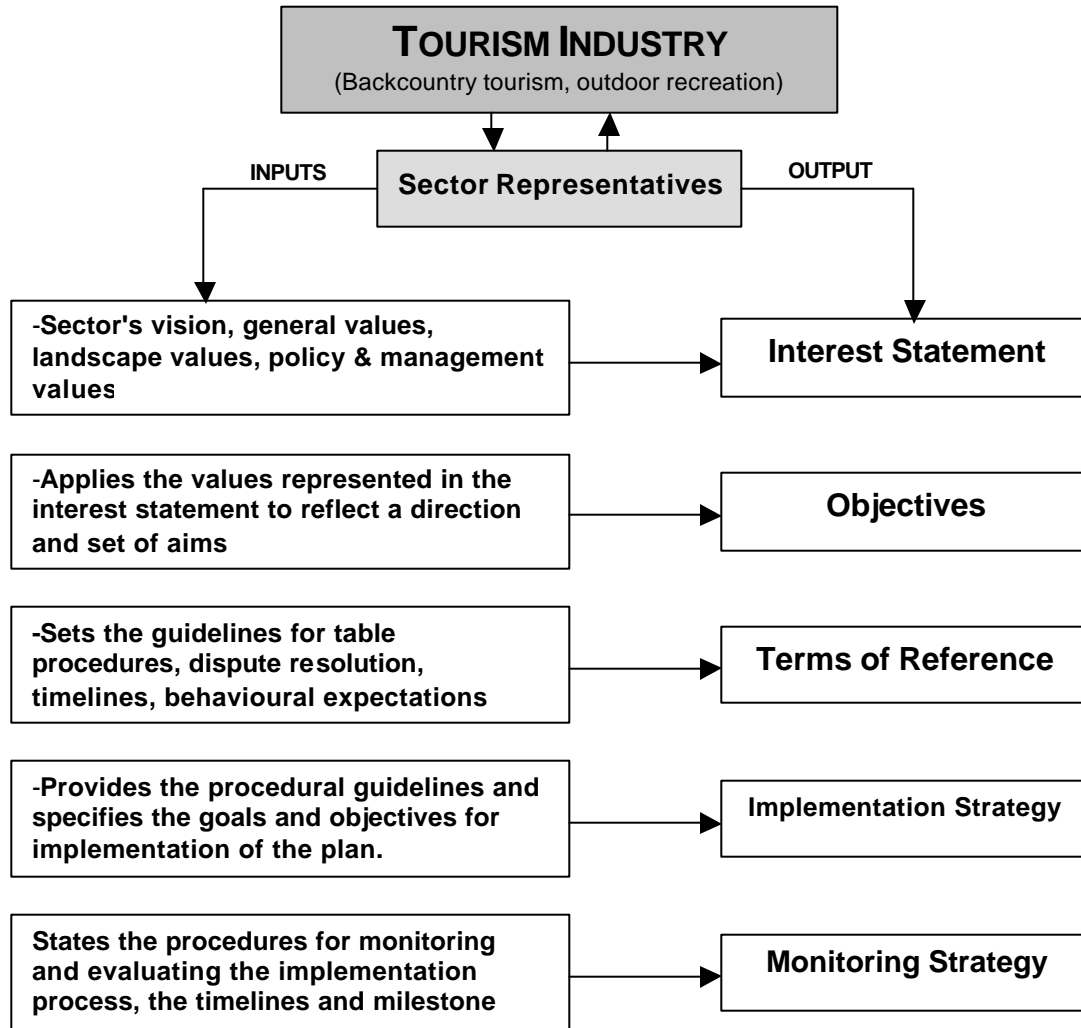 TOURISM INDUSTRY
(Backcountry tourism, outdoor recreation)
INPUTS
Sector Representatives
OUTPUT
-Sector's vision, general values,
landscape values, policy & management
values
Interest Statement
-Applies the values represented in the
interest statement to reflect a direction
and set of aims
Objectives
-Sets the guidelines for table
procedures, dispute resolution,
timelines, behavioural expectations
Terms of Reference
-Provides the procedural guidelines and
specifies the goals and objectives for
implementation of the plan.
Implementation Strategy
States the procedures for monitoring
and evaluating the implementation
process, the timelines and milestone
Monitoring Strategy